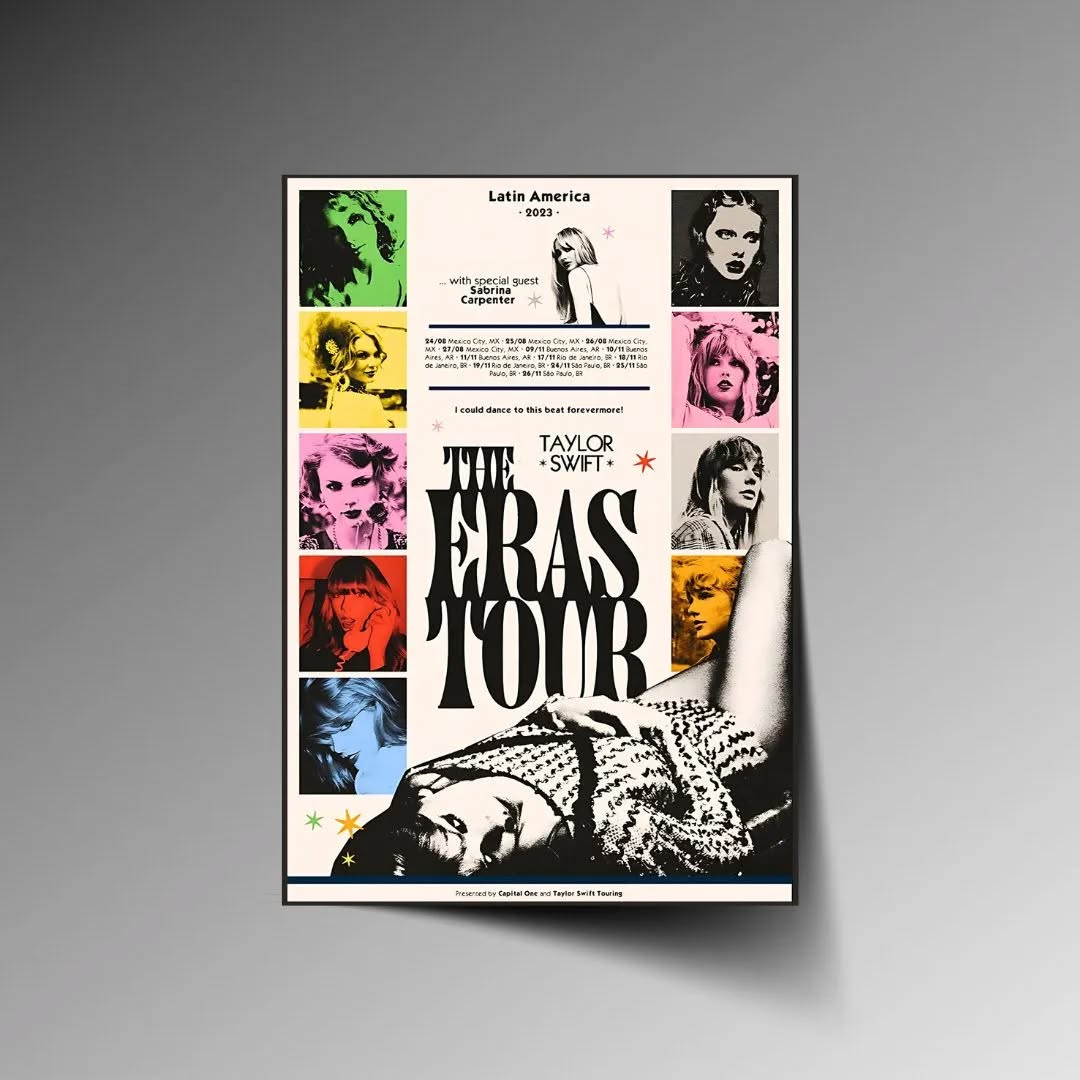 Latin America
· 2023 ·
... with special guest
Sabrina
Carpenter
24/08 Mexico City, MX · 25/08 Mexico City, MX · 26/08 Mexico City,
MX · 27/08 Mexico City, MX · 09/11 Buenos Aires, AR · 10/11 Buenos
Aires, AR · 11/11 Buenos Aires, AR · 17/11 Rio de Janeiro, BR · 18/11 Rio
de Janeiro, BR · 19/11 Rio de Janeiro, BR · 24/11 São Paulo, BR · 25/11 São
Paulo, BR · 26/11 São Paulo, BR
I could dance to this beat forevermore!
TAYLOR
SWIFT
THE
ERAS
TOUR
Presented by Capital One and Taylor Swift Touring